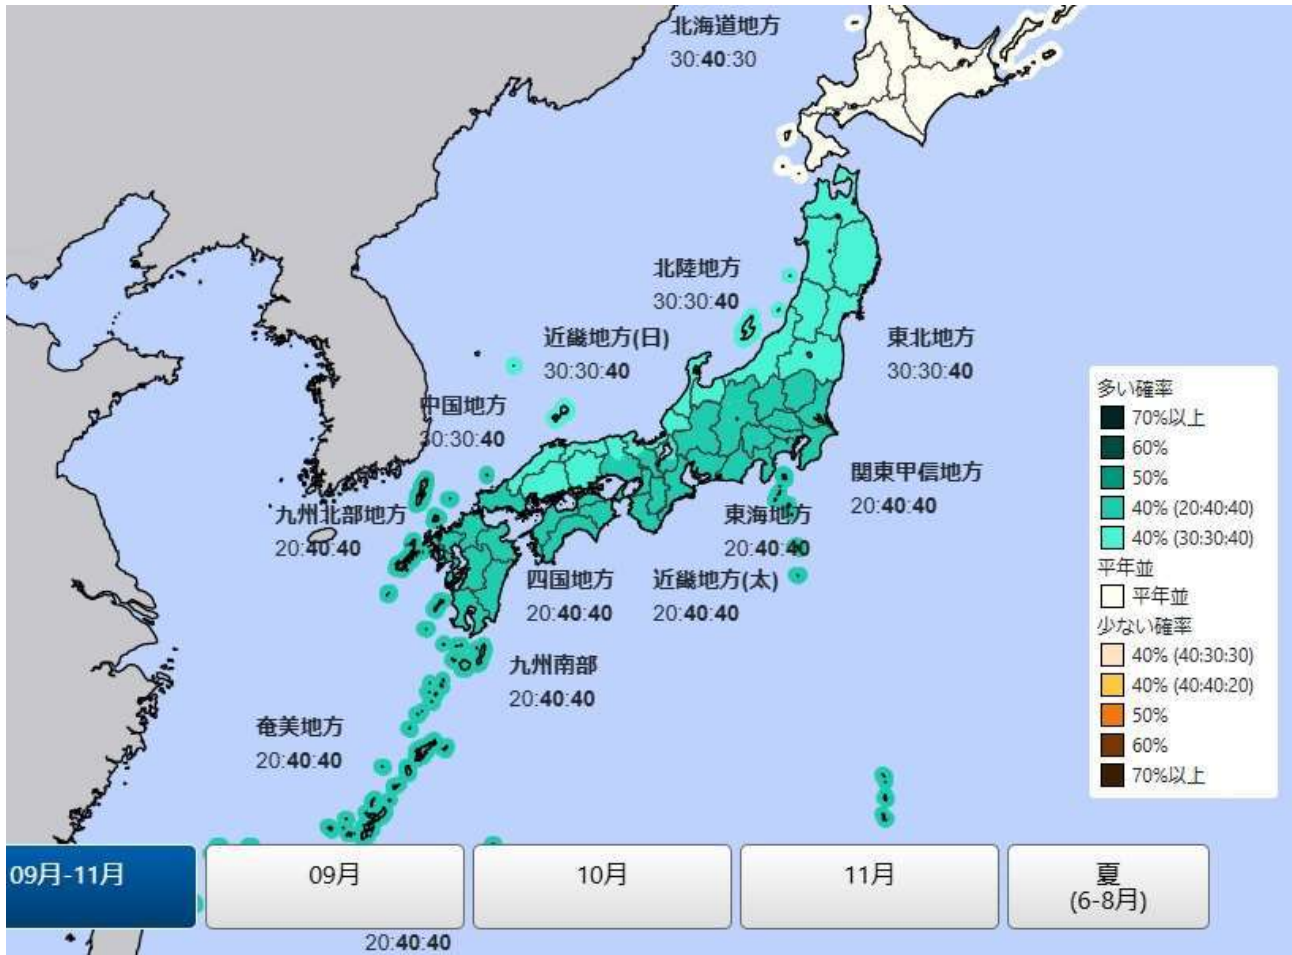 北海道地方
30:40:30
北陸地方
30:30:40
近畿地方(日)
30:30:40
東北地方
30:30:40
中国地方
30:30:40
関東甲信地方
20:40:40
九州北部地方
20:40:40
東海地方
20:40:40
四国地方
20:40:40
近畿地方(太)
20:40:40
九州南部
20:40:40
奄美地方
20:40:40
多い確率
70%以上
60%
50%
40% (20:40:40)
40% (30:30:40)
平年並
平年並
少ない確率
40% (40:30:30)
40% (40:40:20)
50%
60%
70%以上
09月-11月
09月
10月
11月
夏
(6-8月)
20:40:40